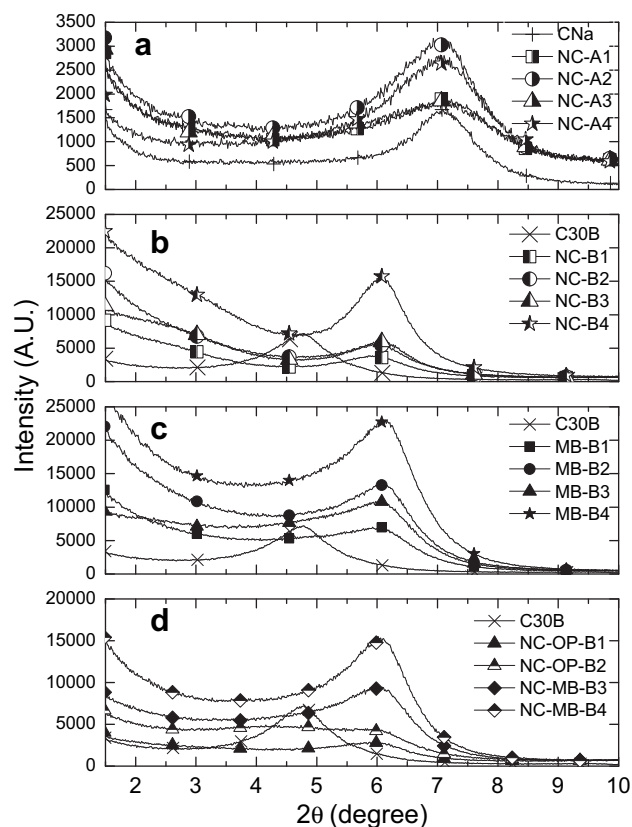 a
3500
3000
2500
2000
1500
1000
500
0
CNa
NC-A1
NC-A2
NC-A3
NC-A4
b
25000
20000
15000
10000
5000
0
C30B
NC-B1
NC-B2
NC-B3
NC-B4
Intensity (A.U.)
c
25000
20000
15000
10000
5000
0
C30B
MB-B1
MB-B2
MB-B3
MB-B4
d
20000
15000
10000
5000
0
C30B
NC-OP-B1
NC-OP-B2
NC-MB-B3
NC-MB-B4
2 3 4 5 6 7 8 9 10
2θ (degree)